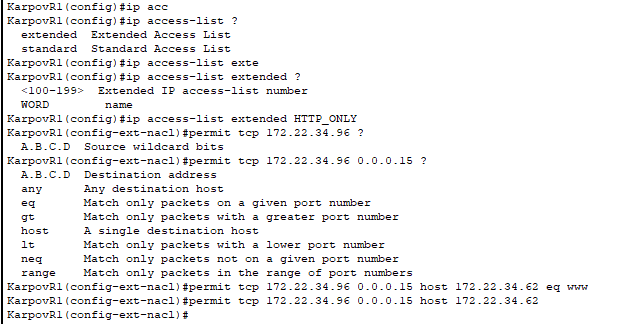 KarpovR1(config)#ip acc
KarpovR1(config)#ip access-list ?
extended  Extended Access List
standard  Standard Access List
KarpovR1(config)#ip access-list exte
KarpovR1(config)#ip access-list extended ?
<100-199>  Extended IP access-list number
WORD       name
KarpovR1(config)#ip access-list extended HTTP_ONLY
KarpovR1(config-ext-nacl)#permit tcp 172.22.34.96 ?
A.B.C.D  Source wildcard bits
KarpovR1(config-ext-nacl)#permit tcp 172.22.34.96 0.0.0.15 ?
A.B.C.D  Destination address
any      Any destination host
eq       Match only packets on a given port number
gt       Match only packets with a greater port number
host     A single destination host
lt       Match only packets with a lower port number
neq      Match only packets not on a given port number
range    Match only packets in the range of port numbers
KarpovR1(config-ext-nacl)#permit tcp 172.22.34.96 0.0.0.15 host 172.22.34.62 eq www
KarpovR1(config-ext-nacl)#permit tcp 172.22.34.96 0.0.0.15 host 172.22.34.62
KarpovR1(config-ext-nacl)#